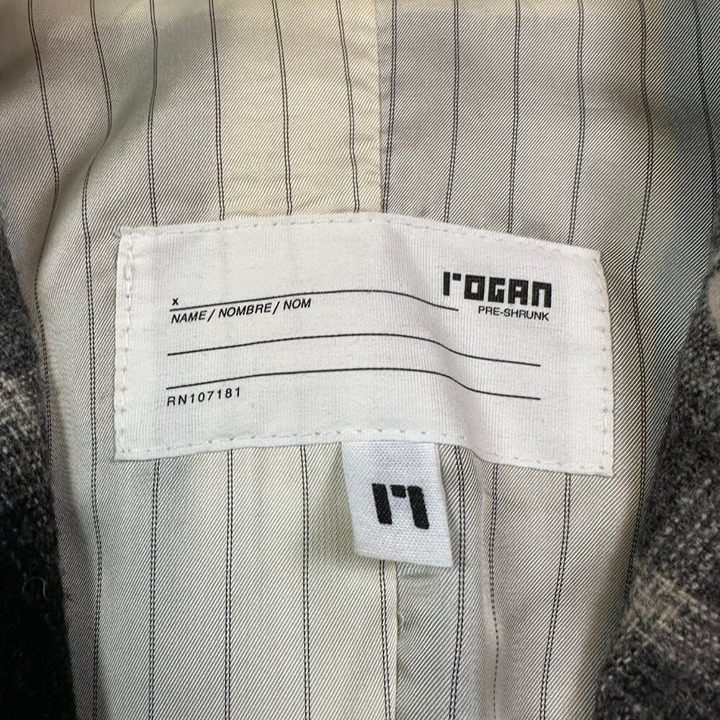 rogan
PRE-SHRUNK
x
NAME / NOMBRE / NOM
RN107181